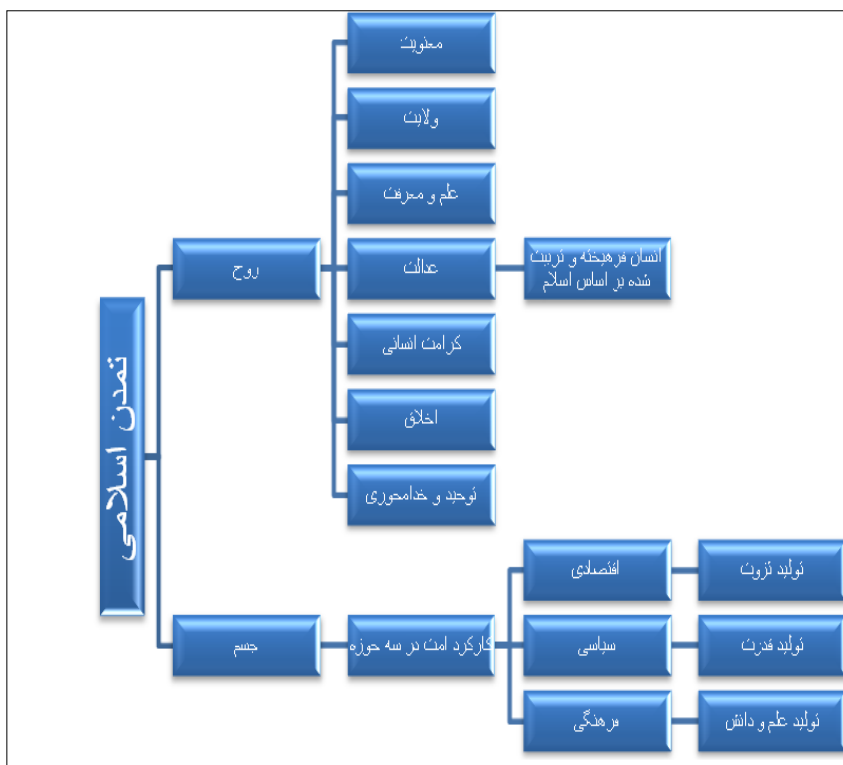 تمدن اسلامی
روح
معنویت
ولایت
علم و معرفت
عدالت
انسان فرهیخته و تربیت
شده بر اساس اسلام
کرامت انسانی
اخلاق
توحید و خدامحوری
جسم
کارکرد امت در سه حوزه
اقتصادی
تولید ثروت
سیاسی
تولید قدرت
فرهنگی
تولید علم و دانش